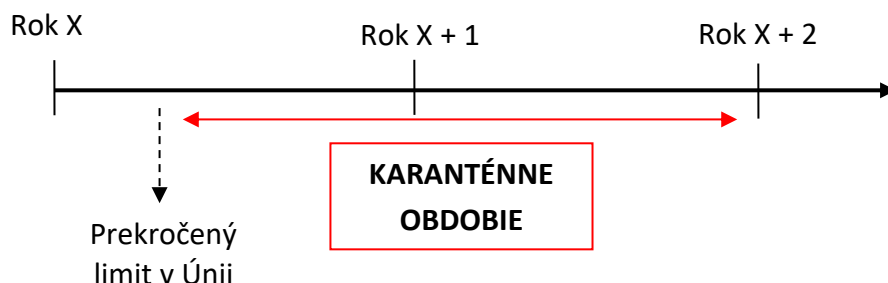 Rok X
Rok X + 1
Rok X + 2
KARANTÉNNE
OBDOBIE
Prekročený
limit v Únii